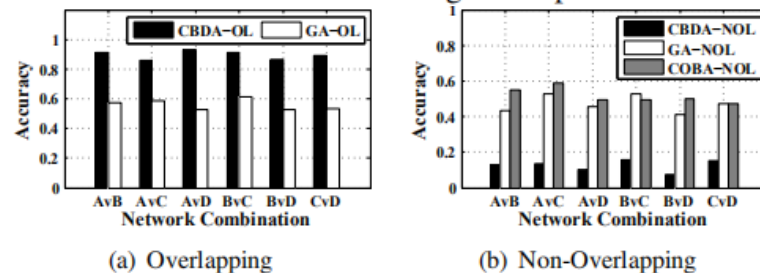 CBDA-OL GA-OL
1
0.8
0.6
0.4
0.2
0
Accuracy
AvB AvC AvD BvC BvD CvD
Network Combination
(a) Overlapping
1
0.8
0.6
0.4
0.2
0
Accuracy
CBDA-NOL
GA-NOL
COBA-NOL
AvB AvC AvD BvC BvD CvD
Network Combination
(b) Non-Overlapping